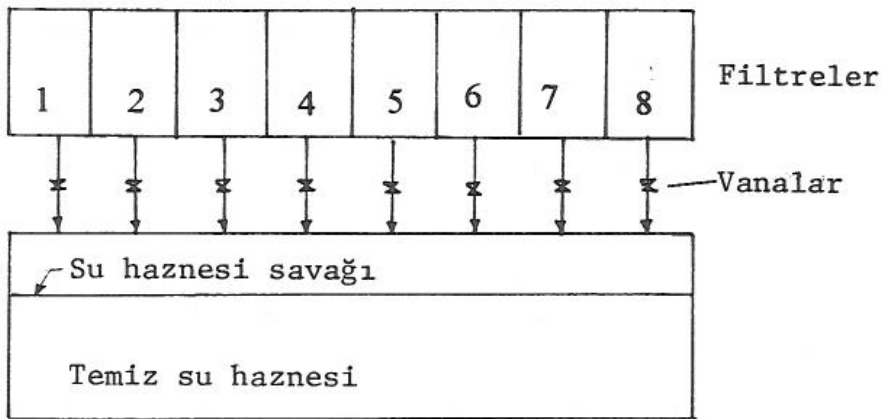 1 2 3 4 5 6 7 8
Filtreler
Vanalar
Su haznesi savağı
Temiz su haznesi